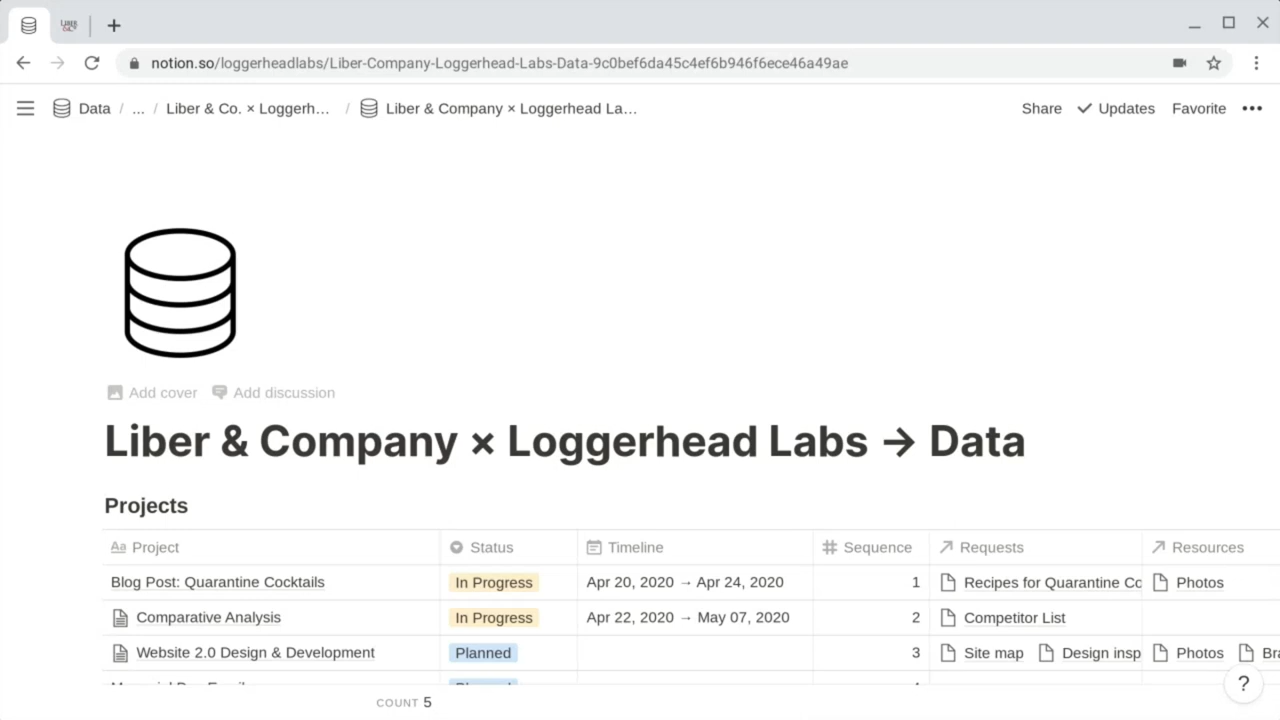 notion.so/loggerheadlabs/Liber-Company-Loggerhead-Labs-Data-9c0bef6da45c4ef6b946f6ece46a49ae
Data / ... / Liber & Co. × Loggerh... / Liber & Company × Loggerhead La... Share Updates Favorite •••
Add cover Add discussion
Liber & Company × Loggerhead Labs → Data
Projects
Aa Project Status Timeline # Sequence Requests Resources
Blog Post: Quarantine Cocktails In Progress Apr 20, 2020 → Apr 24, 2020 1 Recipes for Quarantine Co Photos
Comparative Analysis In Progress Apr 22, 2020 → May 07, 2020 2 Competitor List
Website 2.0 Design & Development Planned 3 Site map Design insp Photos Bra
COUNT 5
?